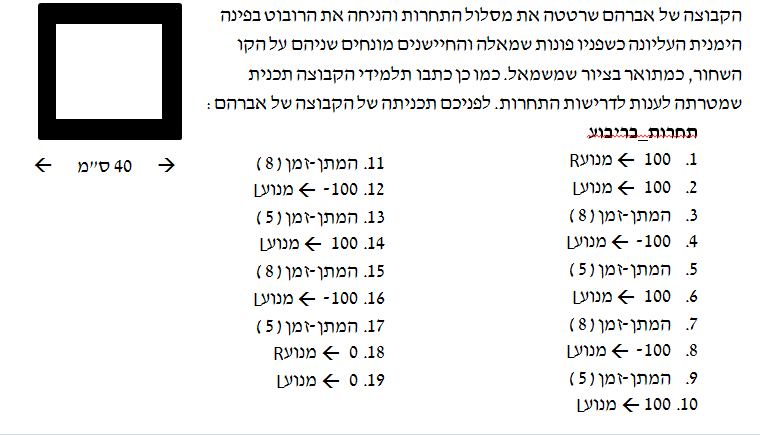 הקבוצה של אברהם שרטטה את מסלול התחרות והניחה את הרובוט בפינה
הימנית העליונה כשפניו פונות שמאלה והחיישנים מונחים שניהם על הקו
השחור, כמתואר בציור שמשמאל. כמו כן כתבו תלמידי הקבוצה תכנית
שמטרתה לענות לדרישות התחרות. לפניכם תכניתה של הקבוצה של אברהם :
תחרות_בריבוע
1. 100 ← מנועR
2. 100 ← מנועL
3. המתן-זמן(8)
4. 100- ← מנועL
5. המתן-זמן(5)
6. 100 ← מנועL
7. המתן-זמן(8)
8. 100- ← מנועL
9. המתן-זמן(5)
10. 100 ← מנועL
11. המתן-זמן(8)
12. 100- ← מנועL
13. המתן-זמן(5)
14. 100 ← מנועL
15. המתן-זמן(8)
16. 100- ← מנועL
17. המתן-זמן(5)
18. 0 ← מנועR
19. 0 ← מנועL
→ 40 ס״מ ←